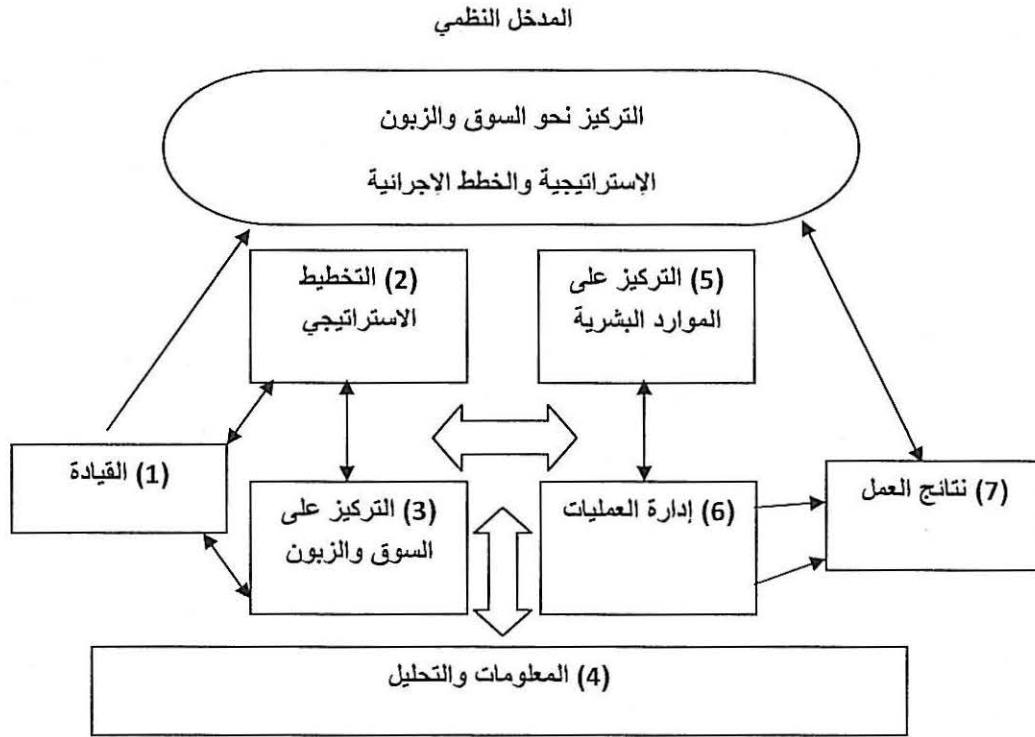 المدخل النظمي
التركيز نحو السوق والزبون
الإستراتيجية والخطط الإجرائية
(2) التخطيط
الاستراتيجي
(5) التركيز على
الموارد البشرية
(1) القيادة
(3) التركيز على
السوق والزبون
(6) إدارة العمليات
(7) نتائج العمل
(4) المعلومات والتحليل